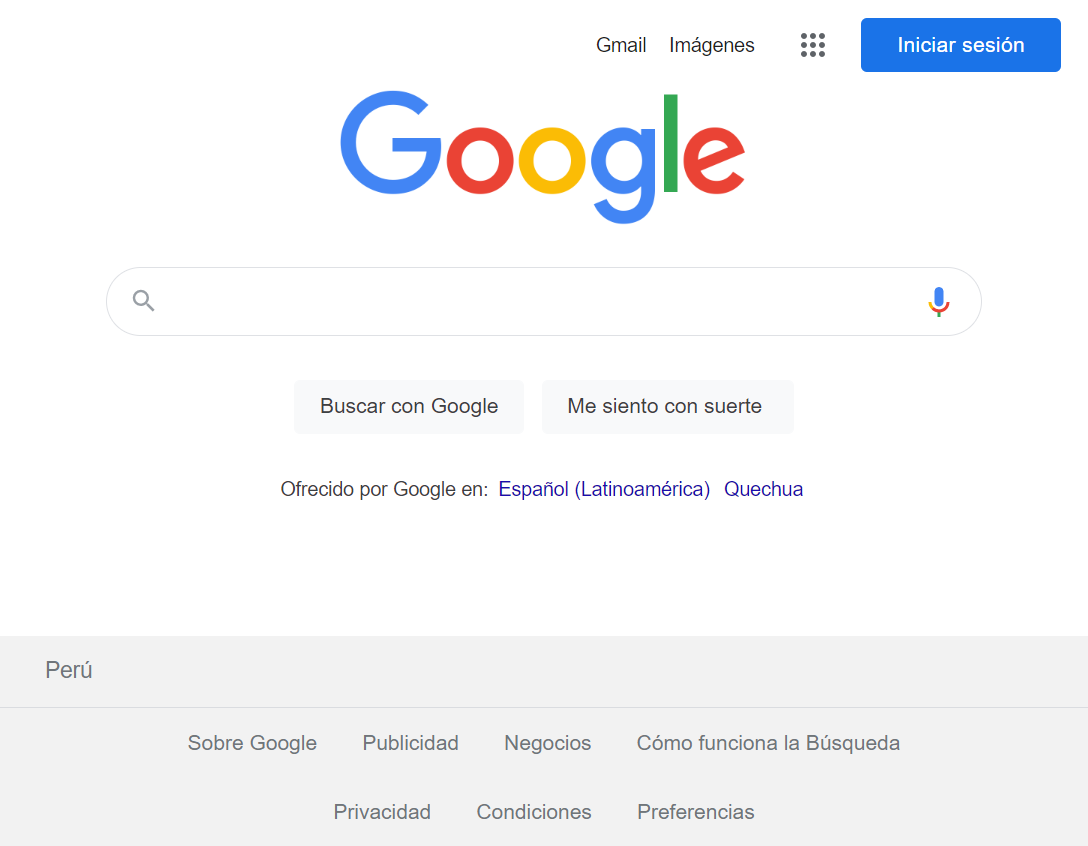 Gmail Imágenes Iniciar sesión
Google
Buscar con Google Me siento con suerte
Ofrecido por Google en: Español (Latinoamérica) Quechua
Perú
Sobre Google Publicidad Negocios Cómo funciona la Búsqueda
Privacidad Condiciones Preferencias